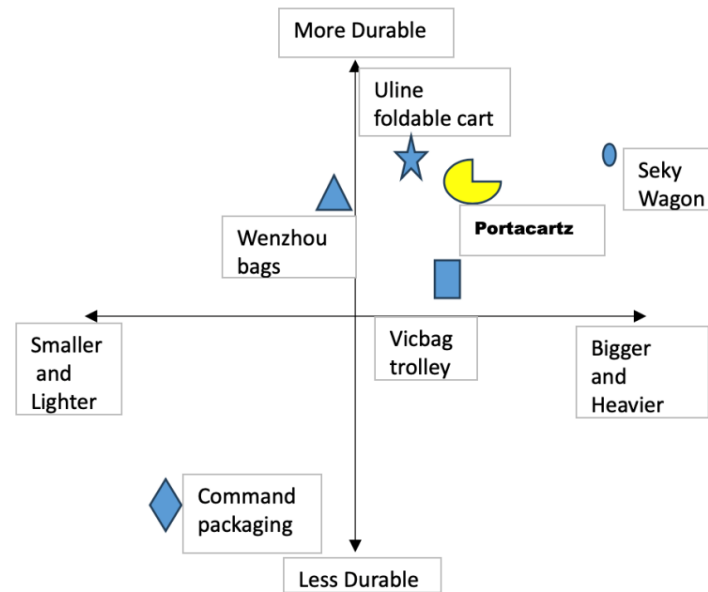 More Durable
Uline
foldable cart
Seky
Wagon
Portacartz
Wenzhou
bags
Smaller
and
Lighter
Vicbag
trolley
Bigger
and
Heavier
Command
packaging
Less Durable